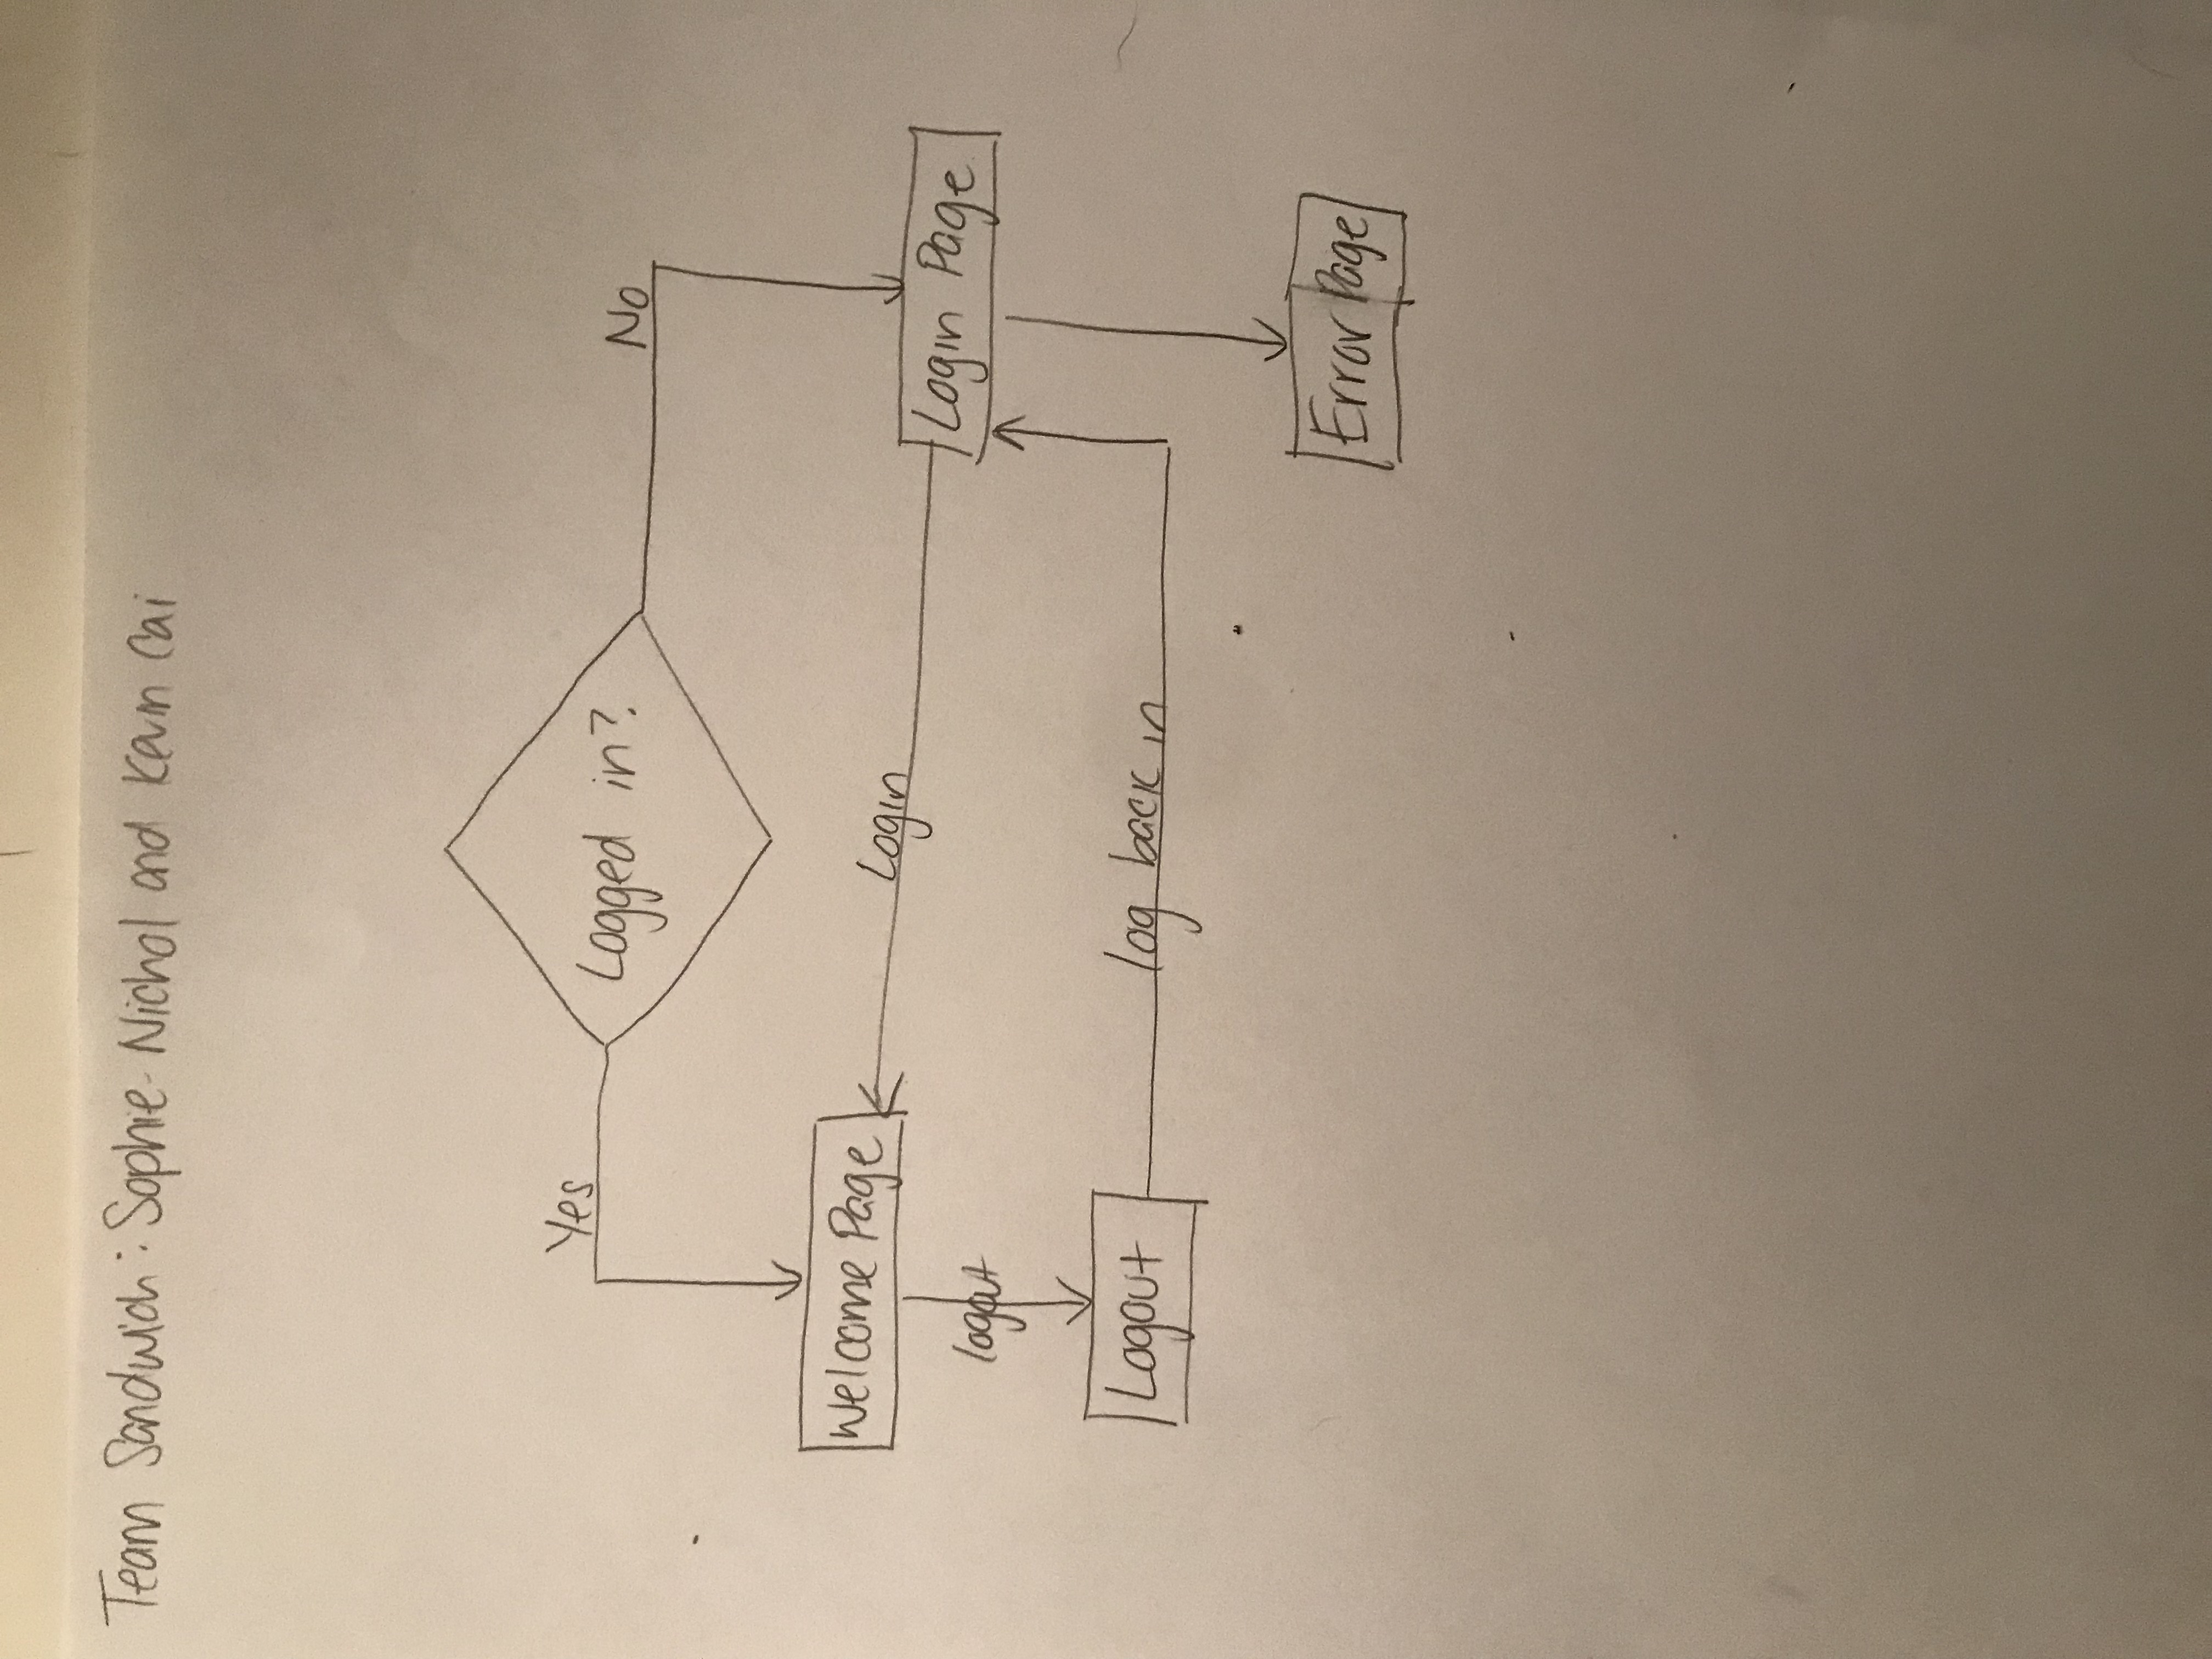 Team Sandwich: Sophie Nichol and Kevin Cai
Logged in?
Yes
No
Welcome Page
Login
Login Page
logout
Logout
log back in
Error Page